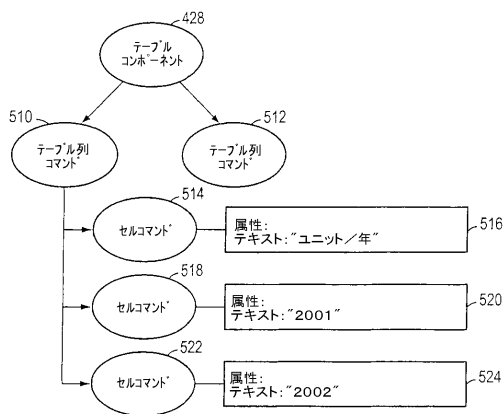 428
テーブル
コンポーネント
510
テーブル列
コマンド
512
テーブル列
コマンド
514
セルコマンド
属性:
テキスト:"ユニット／年"
516
518
セルコマンド
属性:
テキスト:"2001"
520
522
セルコマンド
属性:
テキスト:"2002"
524